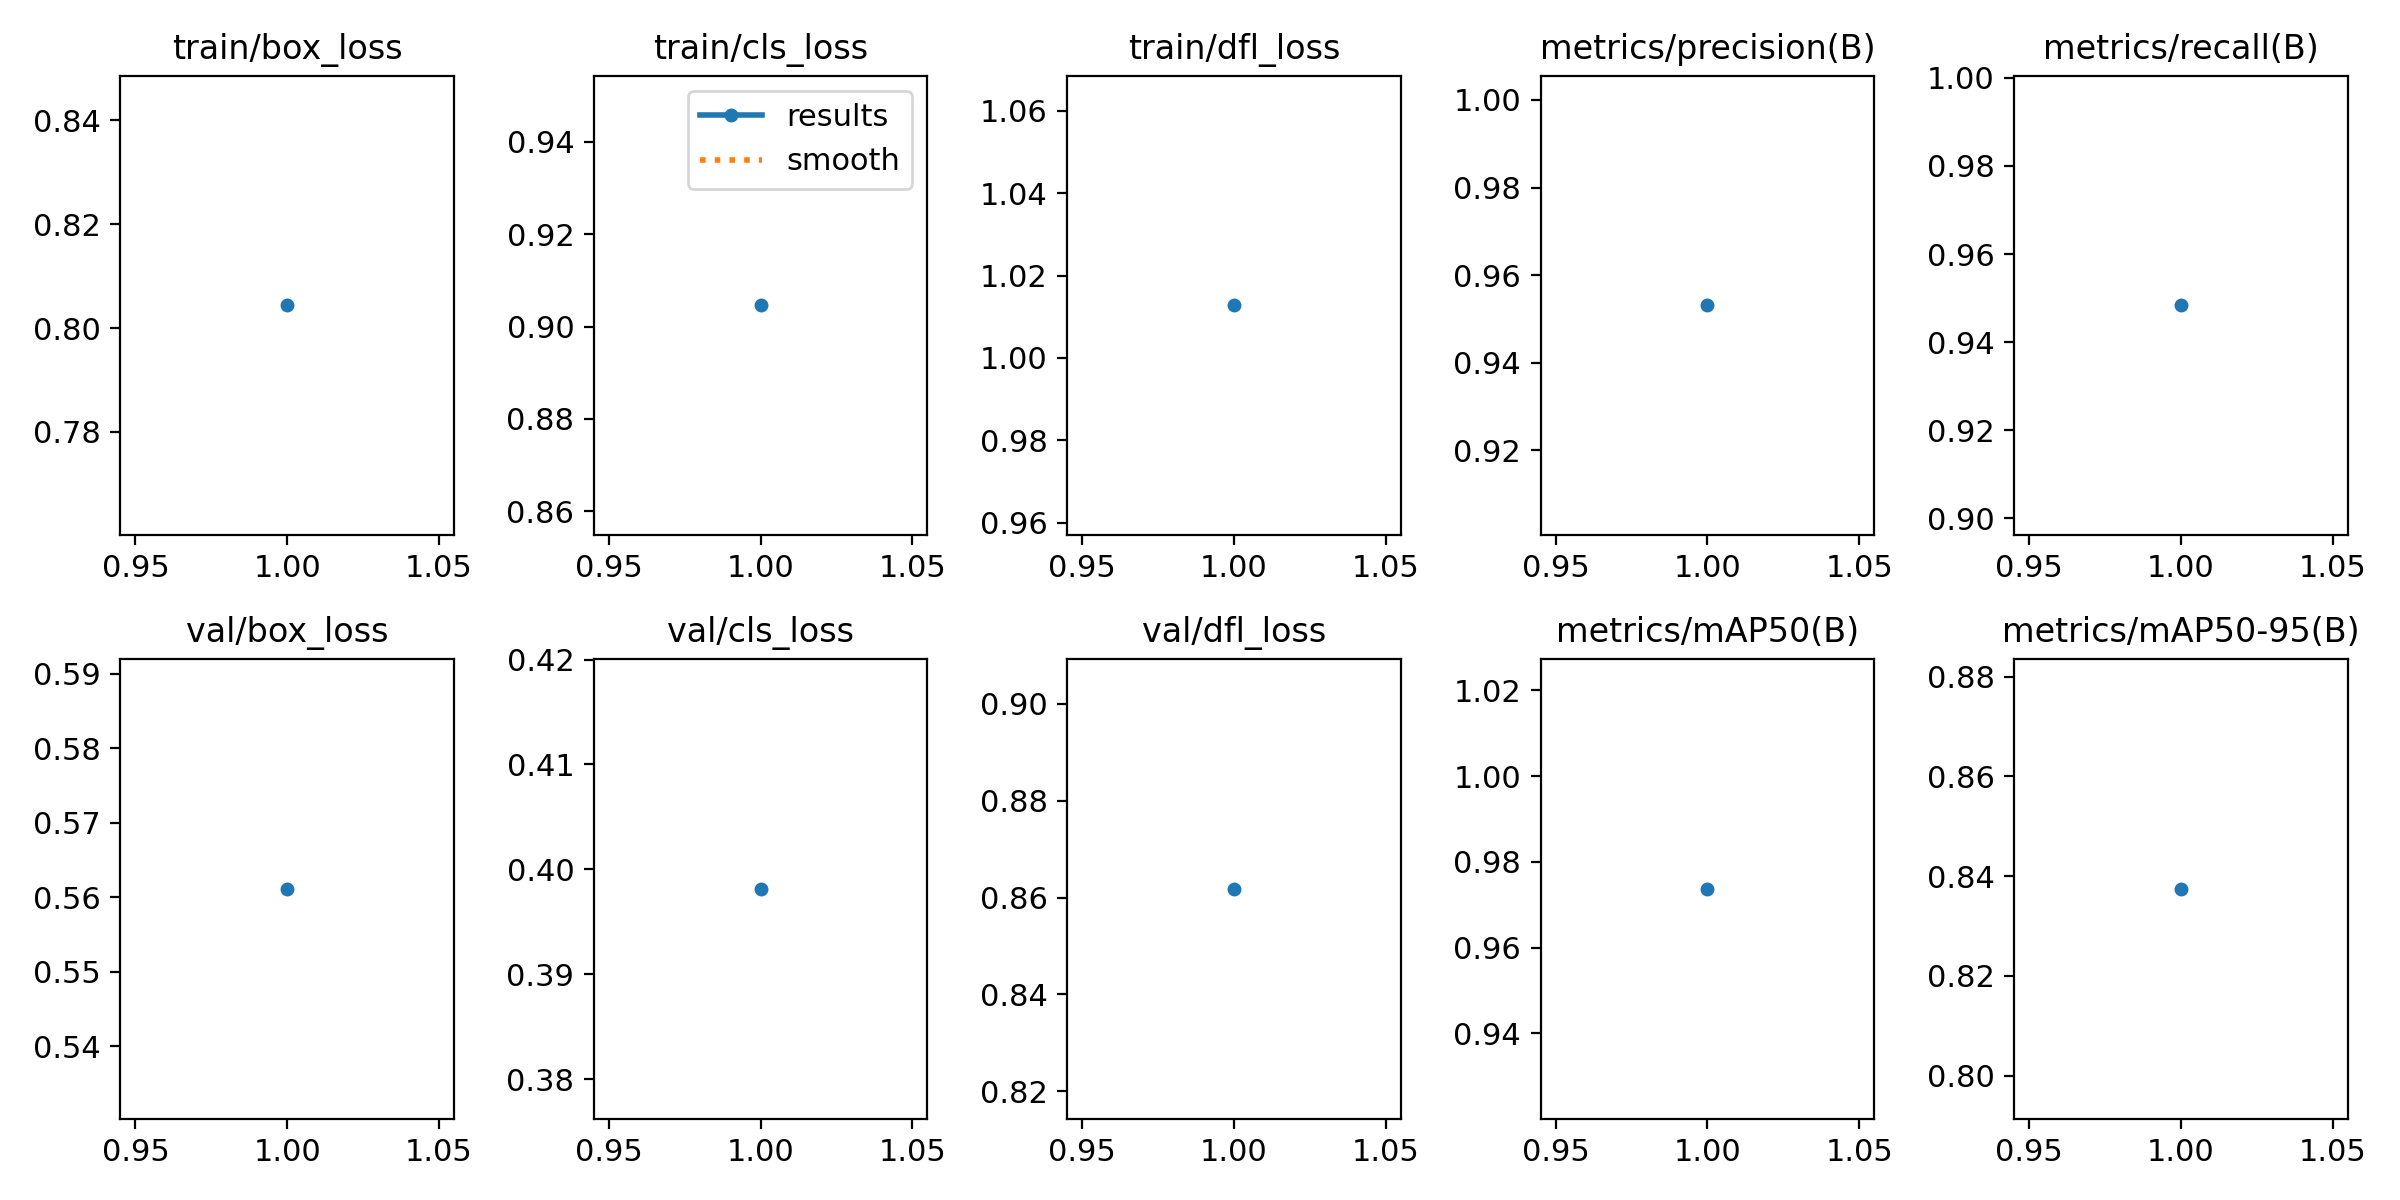 train/box_loss
0.84
0.82
0.80
0.78
0.95 1.00 1.05
train/cls_loss
results
smooth
0.94
0.92
0.90
0.88
0.86
0.95 1.00 1.05
train/dfl_loss
1.06
1.04
1.02
1.00
0.98
0.96
0.95 1.00 1.05
metrics/precision(B)
1.00
0.98
0.96
0.94
0.92
0.95 1.00 1.05
metrics/recall(B)
1.00
0.98
0.96
0.94
0.92
0.90
0.95 1.00 1.05
val/box_loss
0.59
0.58
0.57
0.56
0.55
0.54
0.95 1.00 1.05
val/cls_loss
0.42
0.41
0.40
0.39
0.38
0.95 1.00 1.05
val/dfl_loss
0.90
0.88
0.86
0.84
0.82
0.95 1.00 1.05
metrics/mAP50(B)
1.02
1.00
0.98
0.96
0.94
0.95 1.00 1.05
metrics/mAP50-95(B)
0.88
0.86
0.84
0.82
0.80
0.95 1.00 1.05